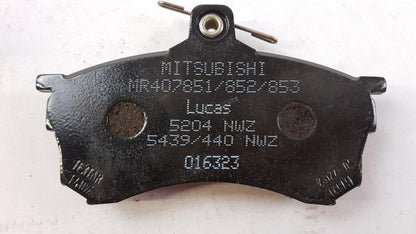 MITSUBISHI
MR407851/852/853
Lucas
5204 NWZ
5439/440 NWZ
016323